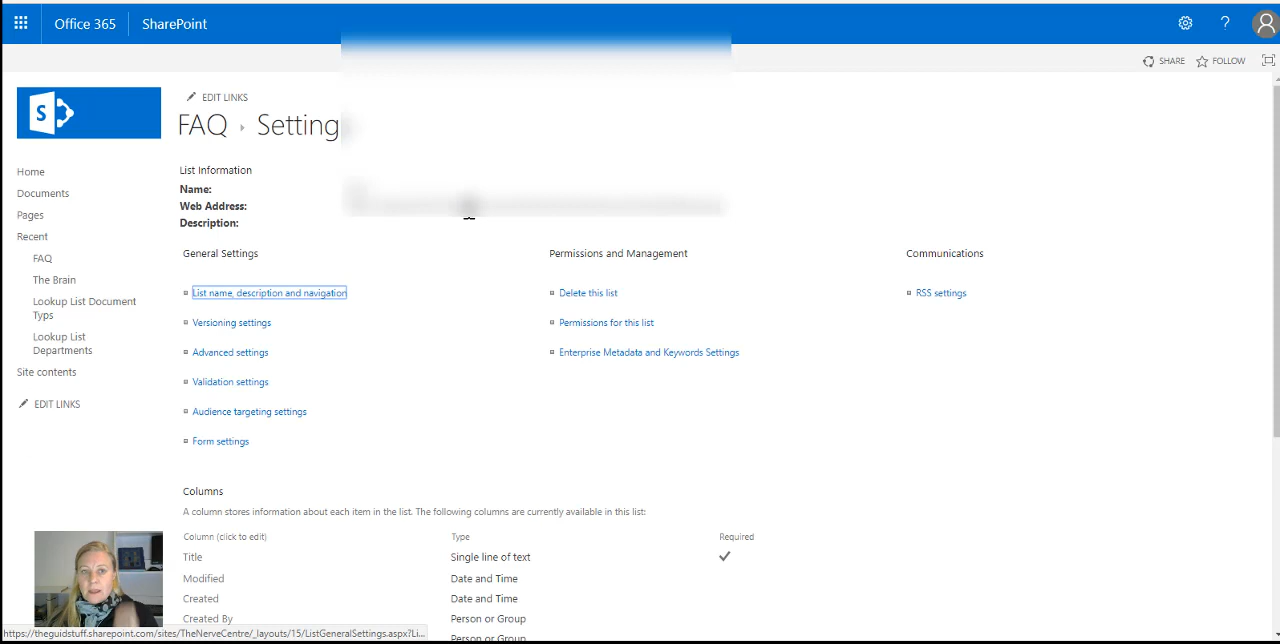 Office 365
SharePoint
?
SHARE
FOLLOW
S
EDIT LINKS
FAQ
Setting
Home
Documents
Pages
Recent
FAQ
The Brain
Lookup List Document
Typs
Lookup List
Departments
Site contents
EDIT LINKS
List Information
Name:
Web Address:
Description:
General Settings
List name, description and navigation
Versioning settings
Advanced settings
Validation settings
Audience targeting settings
Form settings
Permissions and Management
Delete this list
Permissions for this list
Enterprise Metadata and Keywords Settings
Communications
RSS settings
Columns
A column stores information about each item in the list. The following columns are currently available in this list:
Column (click to edit) Type Required
Title Single line of text
Modified Date and Time
Created Date and Time
Created By Person or Group
Person or Group
https://theguidstuff.sharepoint.com/sites/TheNerveCentre/_layouts/15/ListGeneralSettings.aspx?Li...